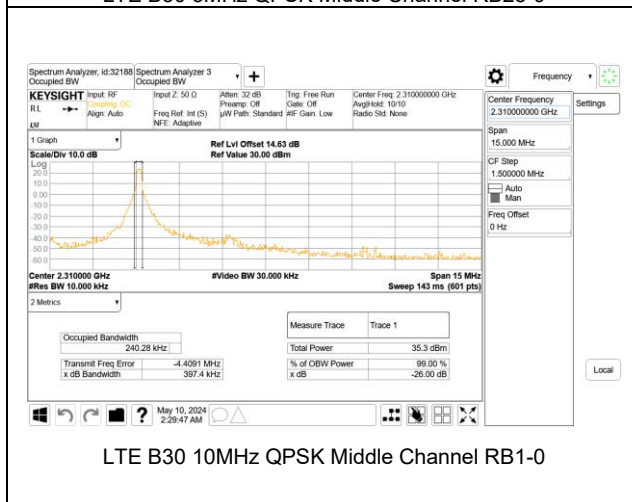 LTE B30 5MHz QPSK Middle Channel RB25-0
Spectrum Analyzer, id:32188
Occupied BW
Spectrum Analyzer 3
Occupied BW
Frequency
KEYSIGHT
RL
Input: RF
Coupling: DC
Align: Auto
Input Z: 50 Ω
Freq Ref: Int (S)
NFE: Adaptive
Atten: 32 dB
Preamp: Off
µW Path: Standard
Trig: Free Run
Gate: Off
#IF Gain: Low
Center Freq: 2.310000000 GHz
Avg|Hold: 10/10
Radio Std: None
Center Frequency
2.310000000 GHz
Settings
Span
15.000 MHz
CF Step
1.500000 MHz
Auto
Man
Freq Offset
0 Hz
Local
1 Graph
Scale/Div 10.0 dB
Ref Lvl Offset 14.63 dB
Ref Value 30.00 dBm
Log
20.0
10.0
0.00
-10.0
-20.0
-30.0
-40.0
-50.0
-60.0
Center 2.310000 GHz
#Res BW 10.000 kHz
#Video BW 30.000 kHz
Span 15 MHz
Sweep 143 ms (601 pts)
2 Metrics
Measure Trace
Trace 1
Occupied Bandwidth
240.28 kHz
Total Power
35.3 dBm
Transmit Freq Error
-4.4091 MHz
% of OBW Power
99.00 %
x dB Bandwidth
397.4 kHz
x dB
-26.00 dB
May 10, 2024
2:29:47 AM
LTE B30 10MHz QPSK Middle Channel RB1-0